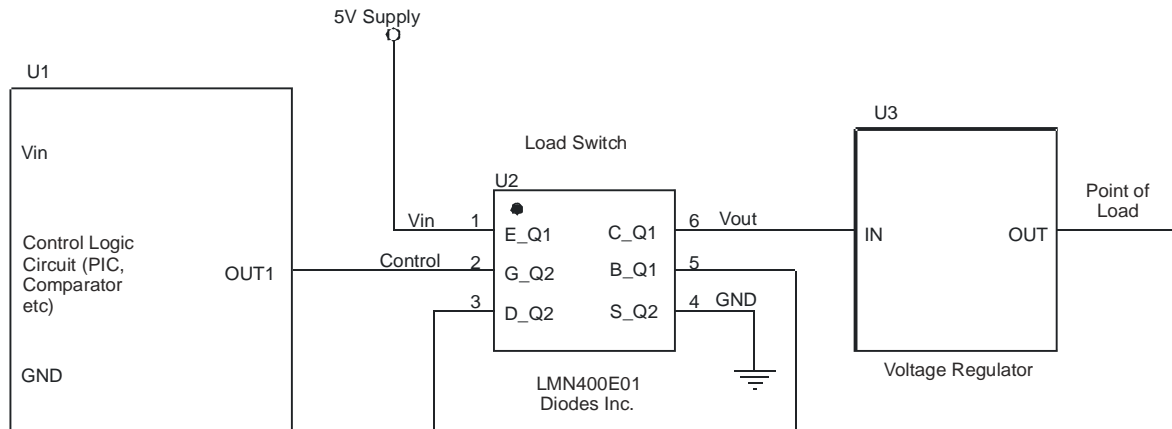 5V Supply
U1
Vin
Control Logic
Circuit (PIC,
Comparator
etc)
OUT1
GND
Load Switch
U2
Vin 1 E_Q1 C_Q1 6 Vout
Control 2 G_Q2 B_Q1 5
3 D_Q2 S_Q2 4 GND
LMN400E01
Diodes Inc.
U3
IN OUT
Voltage Regulator
Point of
Load